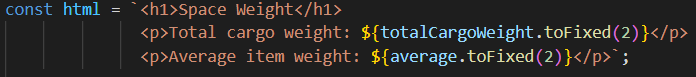 const html = `<h1>Space Weight</h1>
<p>Total cargo weight: ${totalCargoWeight.toFixed(2)}</p>
<p>Average item weight: ${average.toFixed(2)}</p>`;